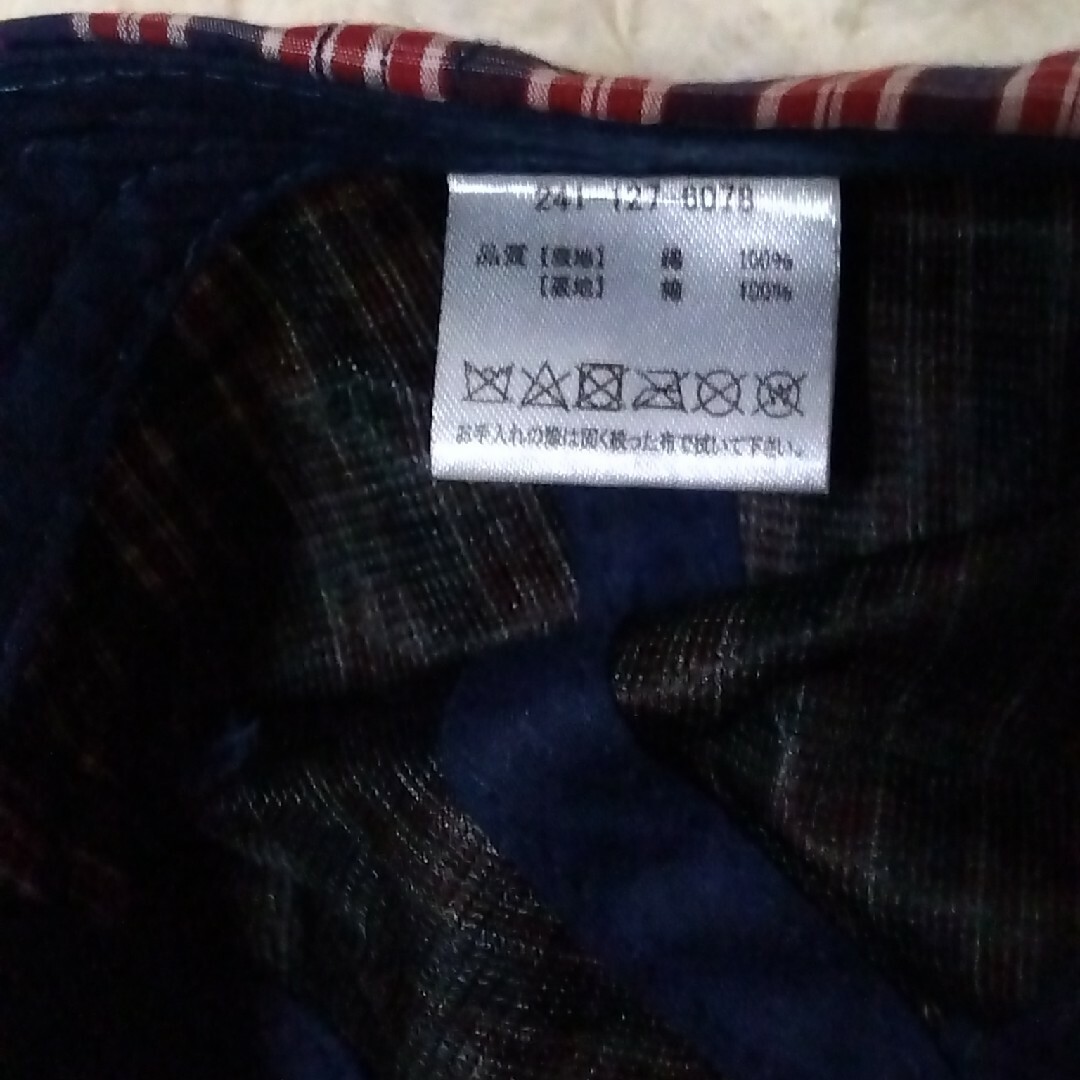 241 127 6078
品質 【表地】 綿 100%
【裏地】 綿 100%
W
お手入れの際は固く絞った布で拭いて下さい。